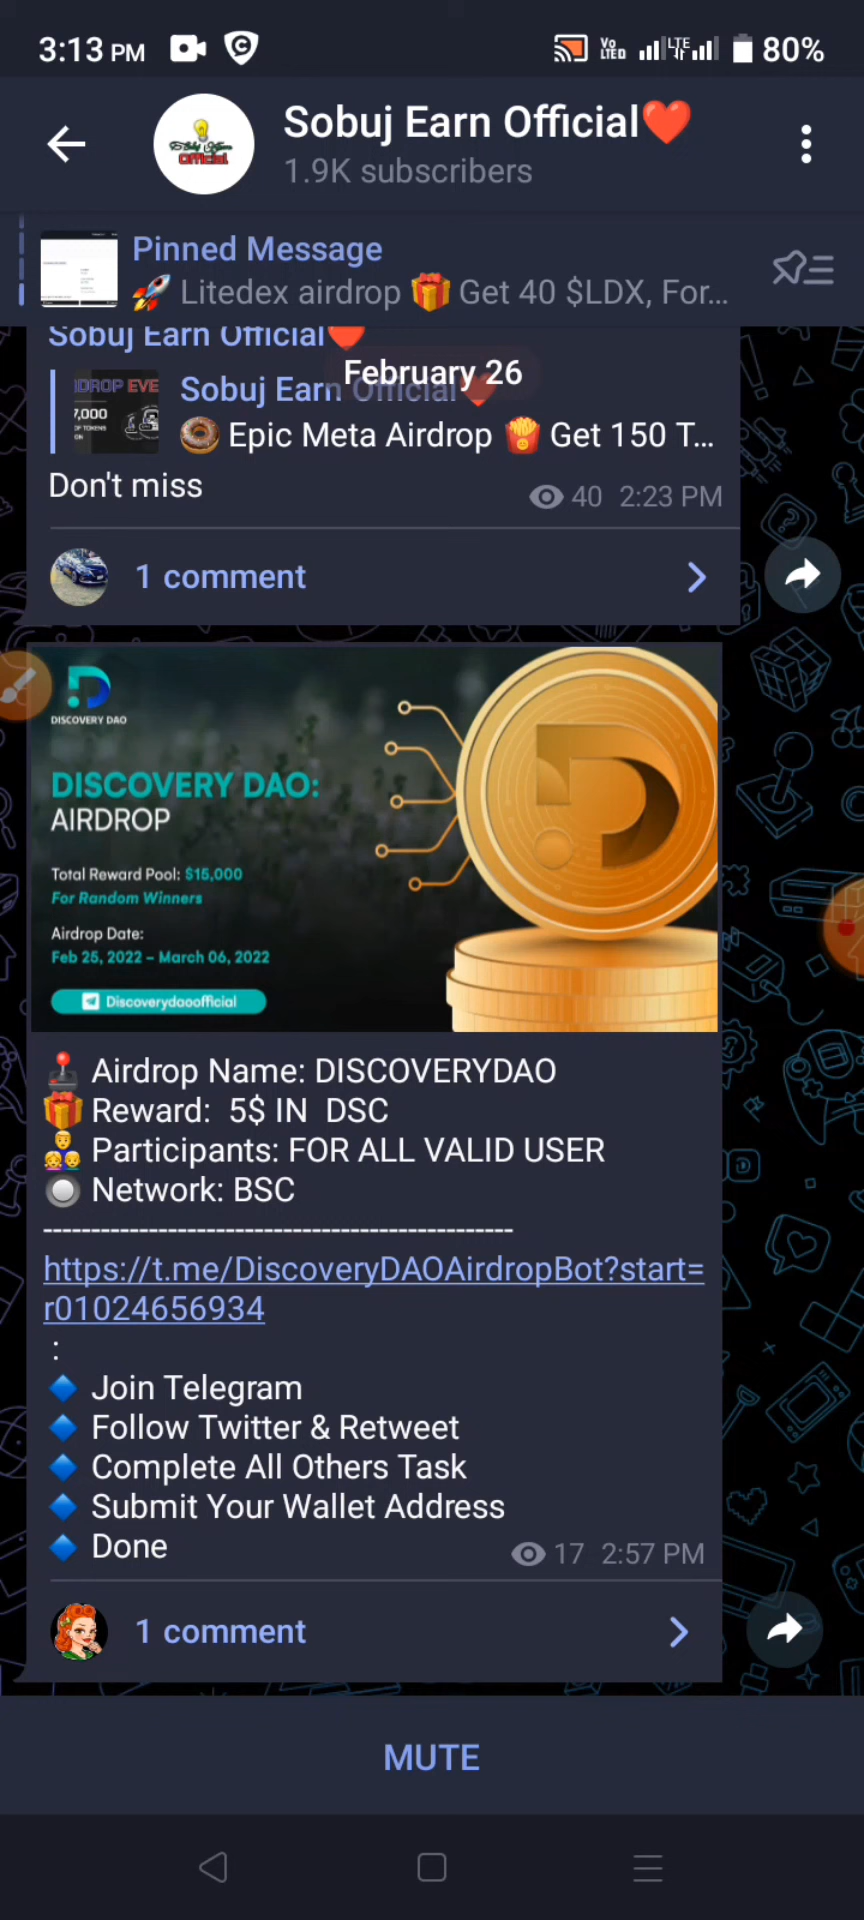 3:13 PM
Vo LTED LTE 80%
Sobuj Earn Official❤️
1.9K subscribers
Pinned Message
🚀 Litedex airdrop 🎁 Get 40 $LDX, For...
Sobuj Earn Official❤️
February 26
Sobuj Earn Official❤️
🍩 Epic Meta Airdrop 🍟 Get 150 T...
Don't miss
40 2:23 PM
1 comment
DISCOVERY DAO
DISCOVERY DAO:
AIRDROP
Total Reward Pool: $15,000
For Random Winners
Airdrop Date:
Feb 25, 2022 – March 06, 2022
Discoverydaoofficial
🕹️ Airdrop Name: DISCOVERYDAO
🎁 Reward: 5$ IN DSC
👨‍👧‍👦 Participants: FOR ALL VALID USER
🔘 Network: BSC
-------------------------------------------------
https://t.me/DiscoveryDAOAirdropBot?start=
r01024656934
:
🔹 Join Telegram
🔹 Follow Twitter & Retweet
🔹 Complete All Others Task
🔹 Submit Your Wallet Address
🔹 Done
17 2:57 PM
1 comment
MUTE